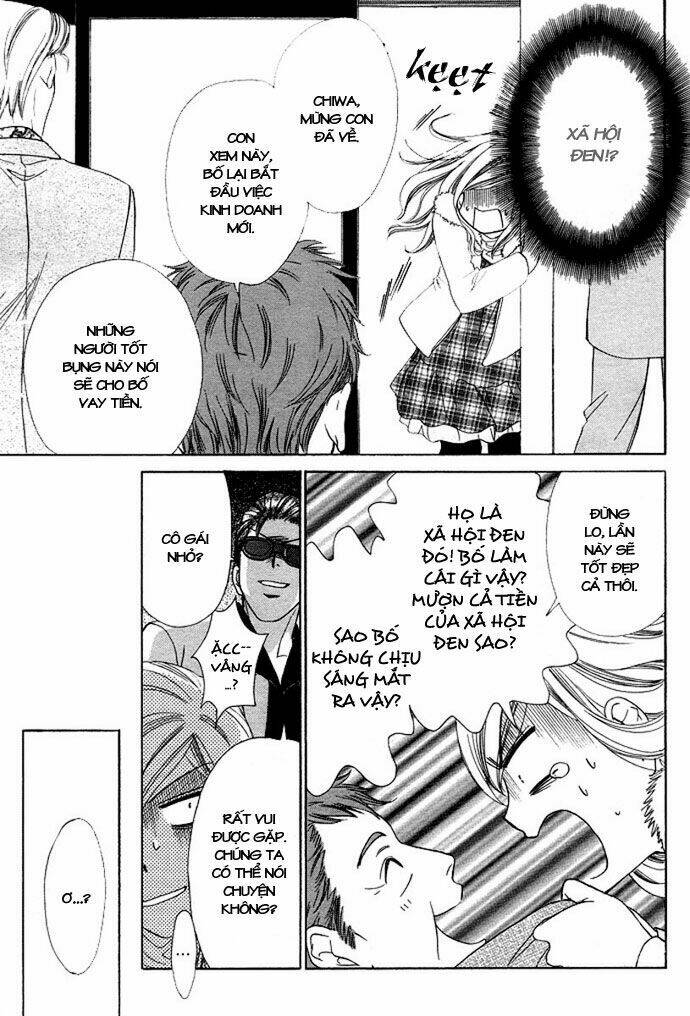 XÃ HỘI
ĐEN!?
kẹẹt
CHIWA,
MỪNG CON
ĐÃ VỀ.
CON
XEM NÀY,
BỐ LẠI BẮT
ĐẦU VIỆC
KINH DOANH
MỚI.
NHỮNG
NGƯỜI TỐT
BỤNG NÀY NÓI
SẼ CHO BỐ
VAY TIỀN.
ĐỪNG
LO, LẦN
NÀY SẼ
TỐT ĐẸP
CẢ THÔI.
HỌ LÀ
XÃ HỘI ĐEN
ĐÓ! BỐ LÀM
CÁI GÌ VẬY?
MƯỢN CẢ TIỀN
CỦA XÃ HỘI
ĐEN SAO?
SAO BỐ
KHÔNG CHỊU
SÁNG MẮT
RA VẬY?
CÔ GÁI
NHỎ?
ẶCC--
VÂNG
...?
RẤT VUI
ĐƯỢC GẶP.
CHÚNG TA
CÓ THỂ NÓI
CHUYỆN
KHÔNG?
...
Ơ...?